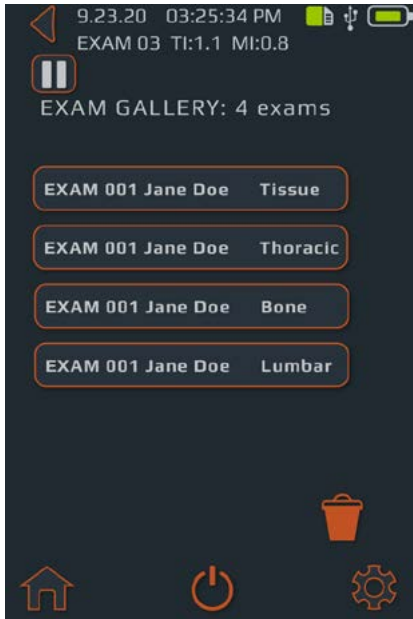 9.23.20 03:25:34 PM
EXAM 03 TI:1.1 MI:0.8
EXAM GALLERY: 4 exams
EXAM 001 Jane Doe Tissue
EXAM 001 Jane Doe Thoracic
EXAM 001 Jane Doe Bone
EXAM 001 Jane Doe Lumbar